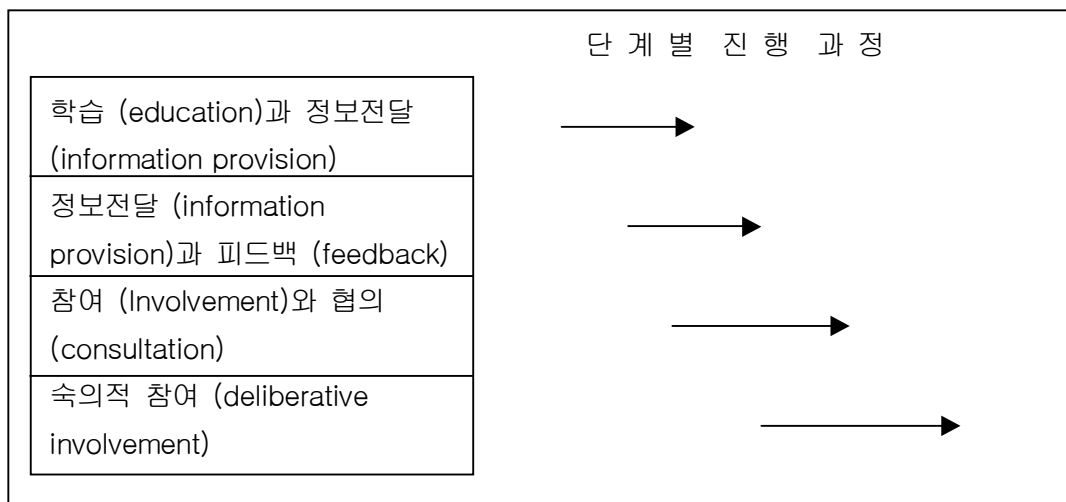 단 계 별 진 행 과 정
학습 (education)과 정보전달
(information provision)
정보전달 (information
provision)과 피드백 (feedback)
참여 (Involvement)와 협의
(consultation)
숙의적 참여 (deliberative
involvement)